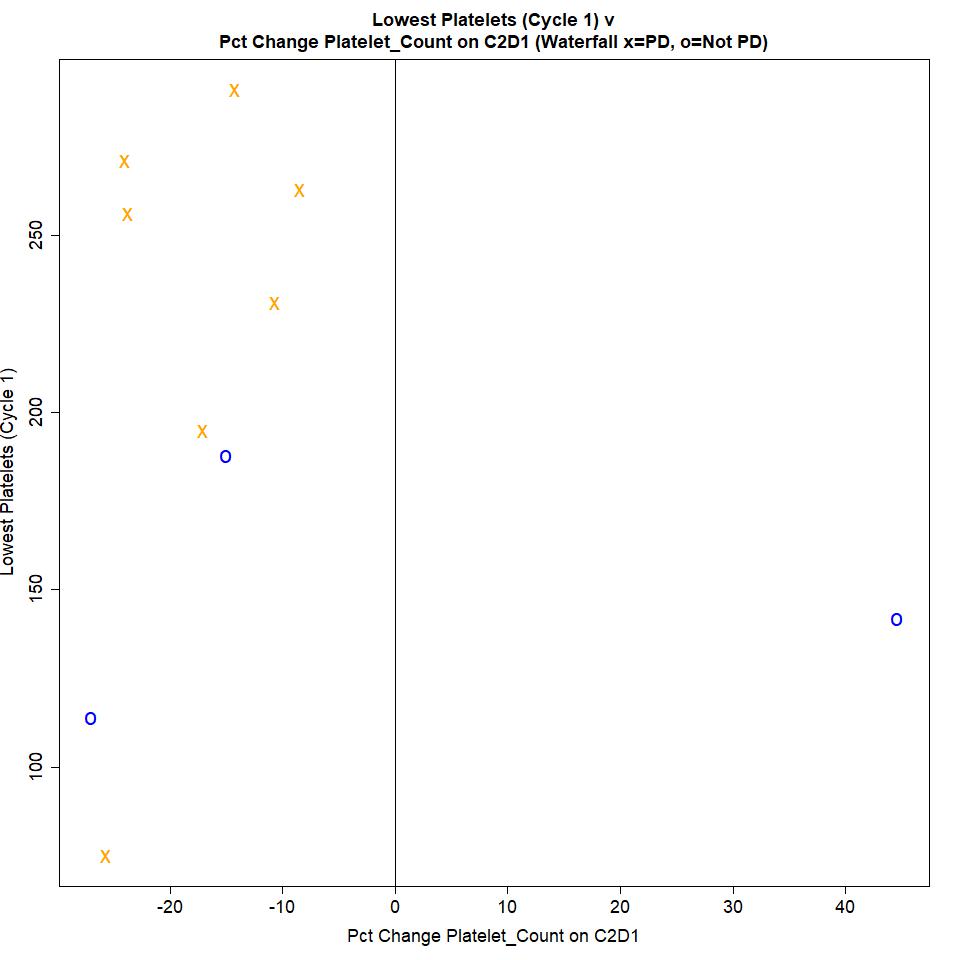 Lowest Platelets (Cycle 1) v
Pct Change Platelet_Count on C2D1 (Waterfall x=PD, o=Not PD)
Lowest Platelets (Cycle 1)
250
200
150
100
X
X
X
X
X
X
O
O
O
X
-20
-10
0
10
20
30
40
Pct Change Platelet_Count on C2D1